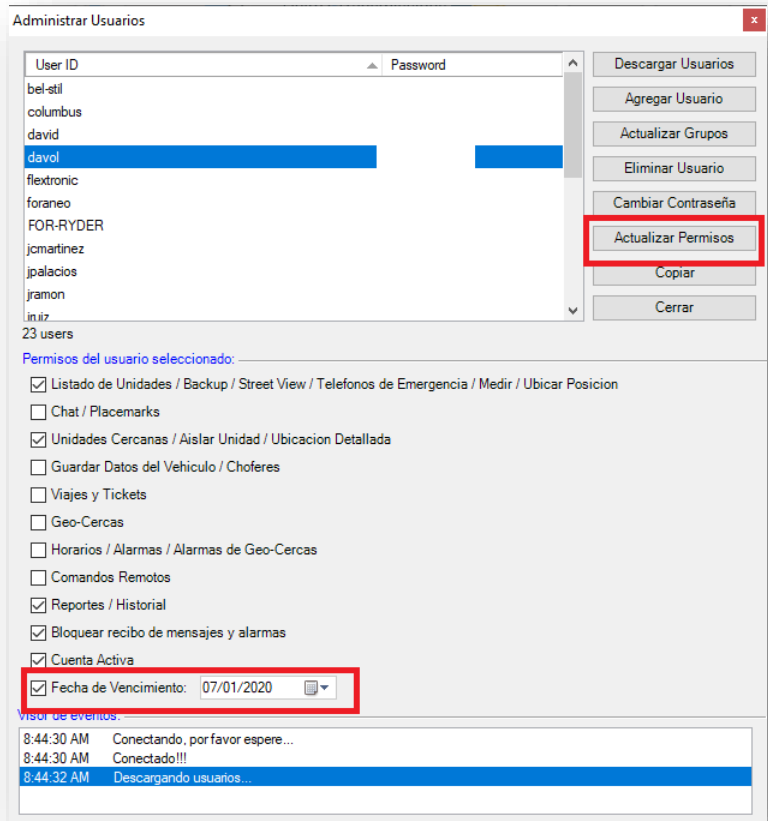 Administrar Usuarios
x
User ID Password
bel-stil
columbus
david
davol
flextronic
foraneo
FOR-RYDER
jcmartinez
jpalacios
jramon
jruiz
Descargar Usuarios
Agregar Usuario
Actualizar Grupos
Eliminar Usuario
Cambiar Contraseña
Actualizar Permisos
Copiar
Cerrar
23 users
Permisos del usuario seleccionado:
Listado de Unidades / Backup / Street View / Telefonos de Emergencia / Medir / Ubicar Posicion
Chat / Placemarks
Unidades Cercanas / Aislar Unidad / Ubicacion Detallada
Guardar Datos del Vehiculo / Choferes
Viajes y Tickets
Geo-Cercas
Horarios / Alarmas / Alarmas de Geo-Cercas
Comandos Remotos
Reportes / Historial
Bloquear recibo de mensajes y alarmas
Cuenta Activa
Fecha de Vencimiento: 07/01/2020
Visor de eventos:
8:44:30 AM Conectando, por favor espere...
8:44:30 AM Conectado!!!
8:44:32 AM Descargando usuarios...